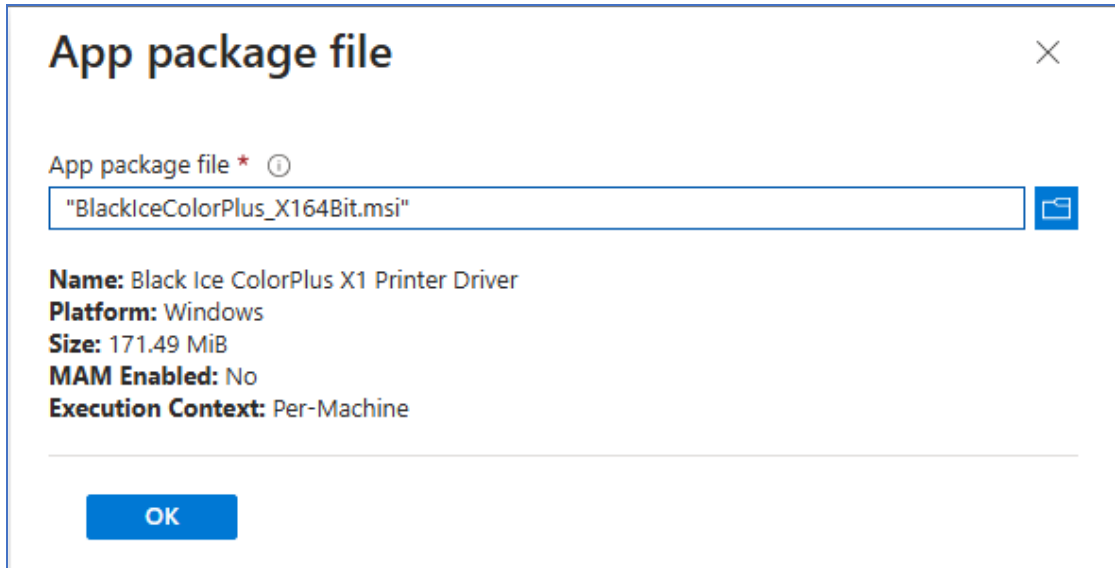 App package file
App package file *
"BlackIceColorPlus_X164Bit.msi"
Name: Black Ice ColorPlus X1 Printer Driver
Platform: Windows
Size: 171.49 MiB
MAM Enabled: No
Execution Context: Per-Machine
OK